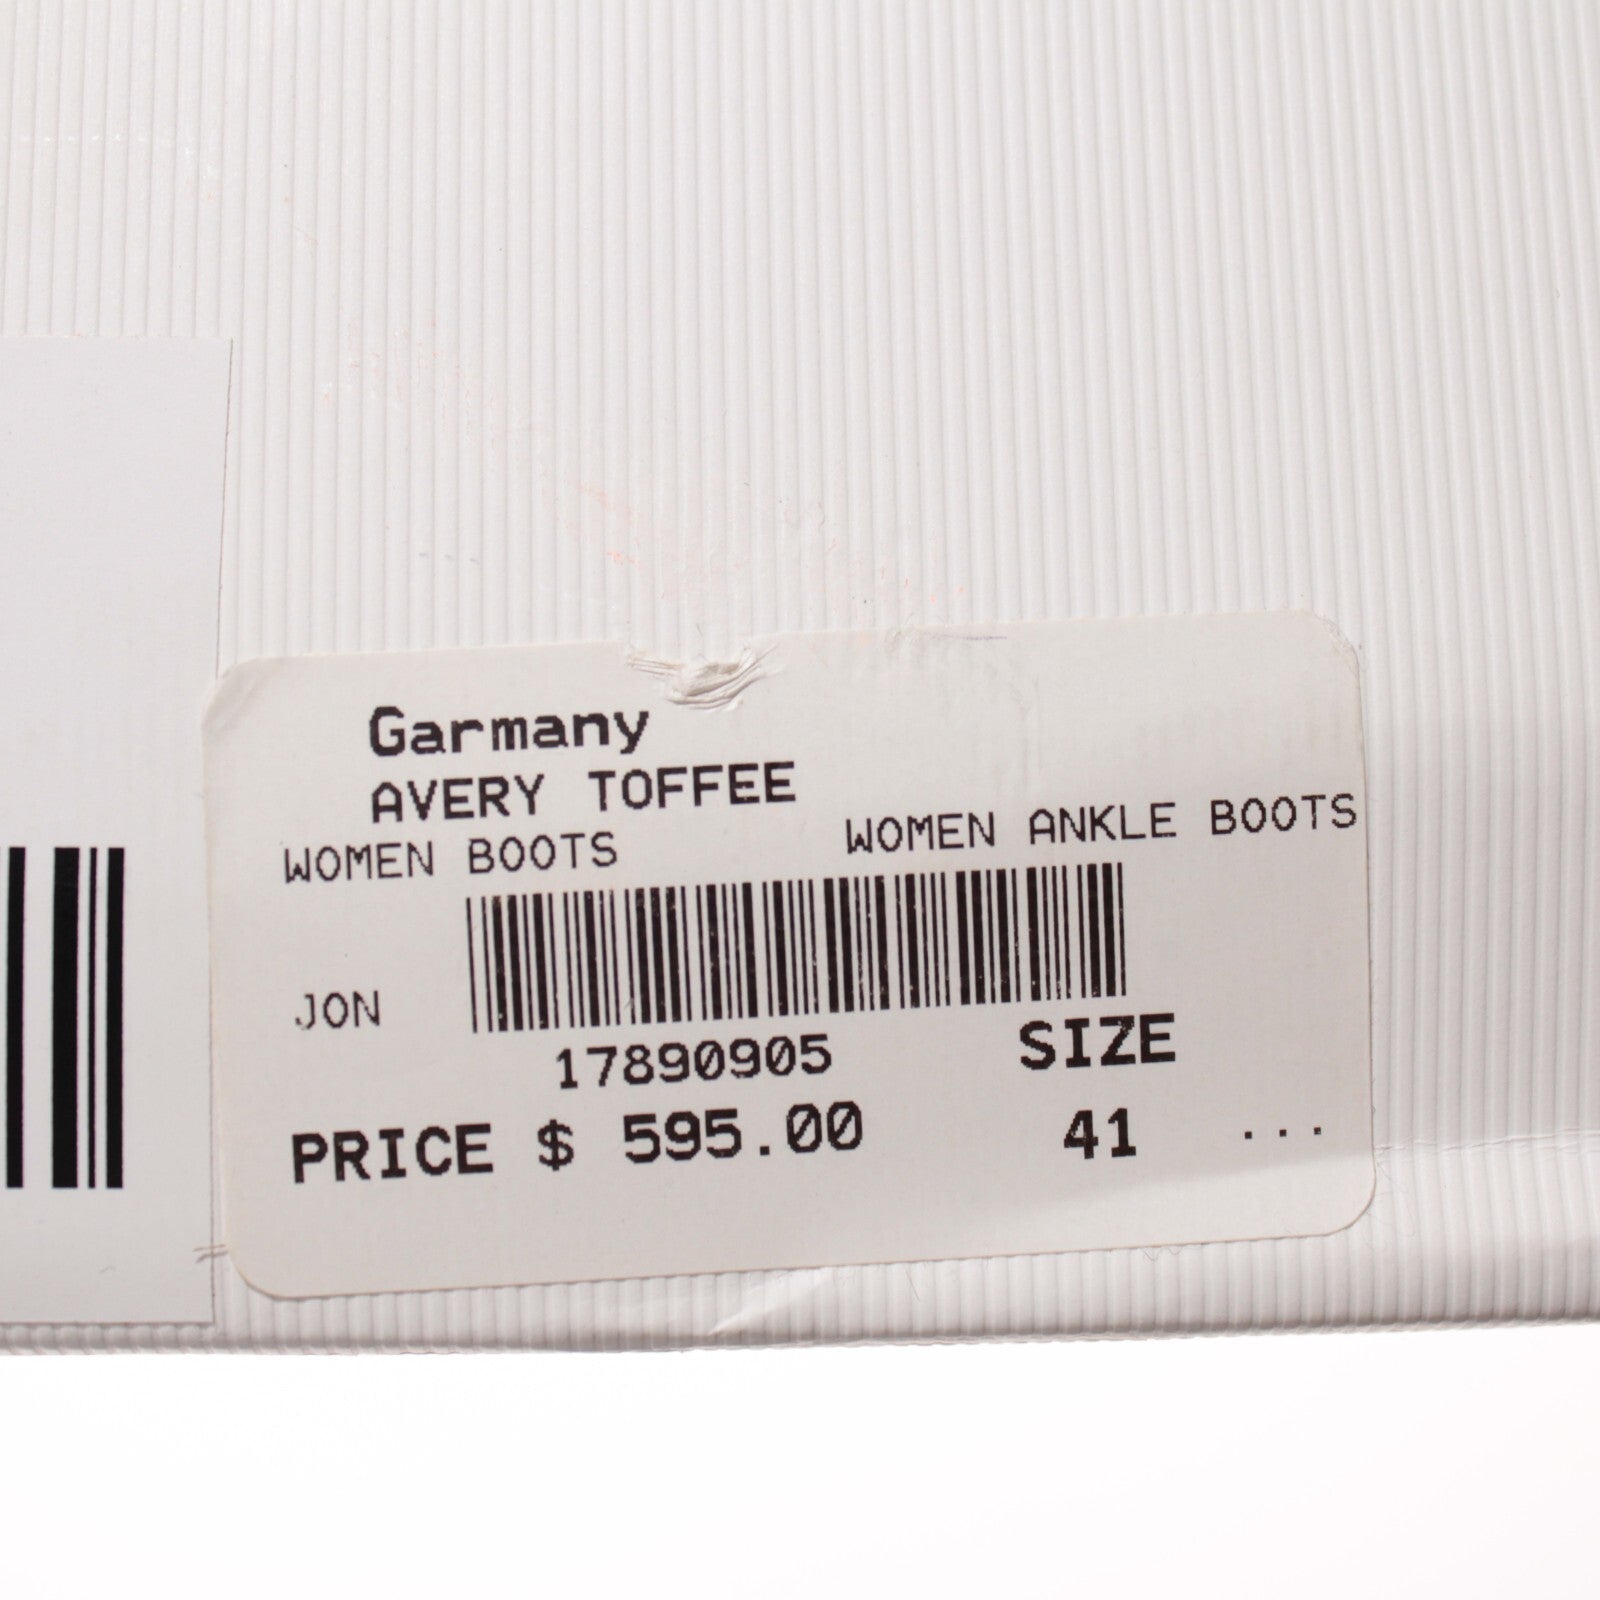 Garmany
AVERY TOFFEE
WOMEN BOOTS WOMEN ANKLE BOOTS
JON
17890905 SIZE
PRICE $ 595.00 41 ...